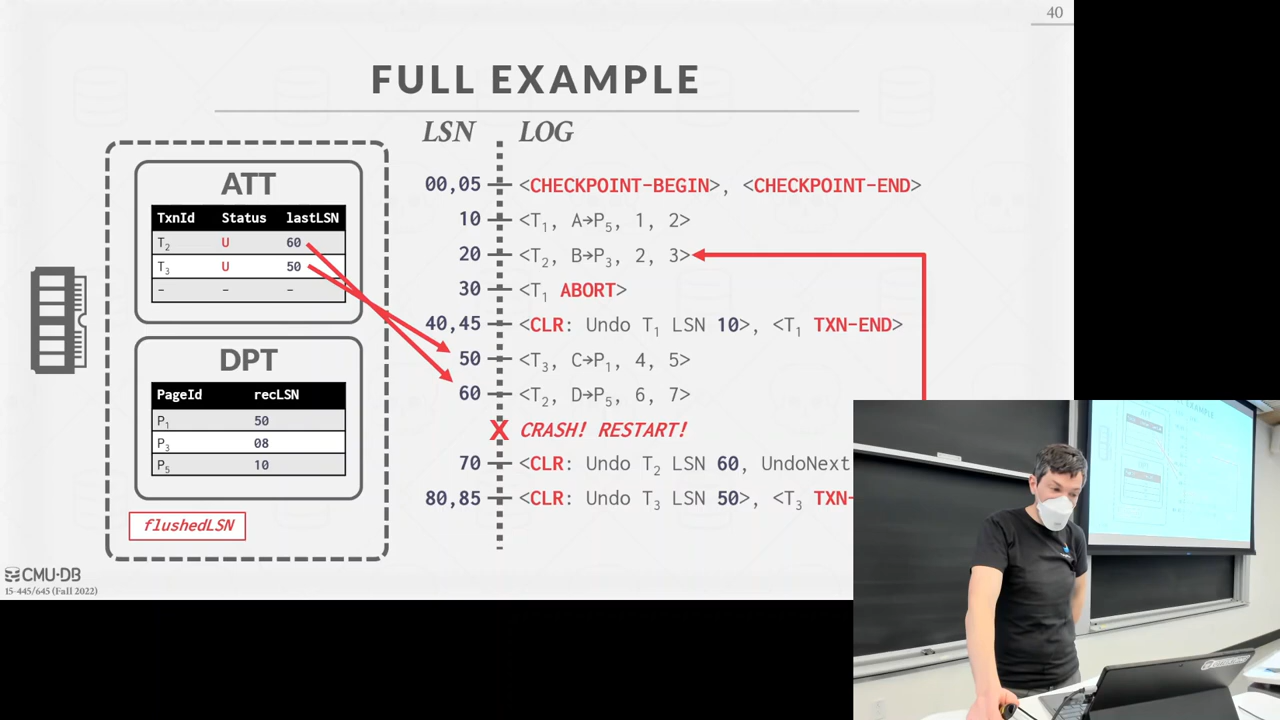 40
FULL EXAMPLE
LSN LOG
ATT
TxnId Status lastLSN
T2 U 60
T3 U 50
- - -
DPT
PageId recLSN
P1 50
P3 08
P5 10
flushedLSN
00,05 <CHECKPOINT-BEGIN>, <CHECKPOINT-END>
10 <T1, A→P5, 1, 2>
20 <T2, B→P3, 2, 3>
30 <T1 ABORT>
40,45 <CLR: Undo T1 LSN 10>, <T1 TXN-END>
50 <T3, C→P1, 4, 5>
60 <T2, D→P5, 6, 7>
X CRASH! RESTART!
70 <CLR: Undo T2 LSN 60, UndoNext
80,85 <CLR: Undo T3 LSN 50>, <T3 TXN-
CMU·DB
15-445/645 (Fall 2022)